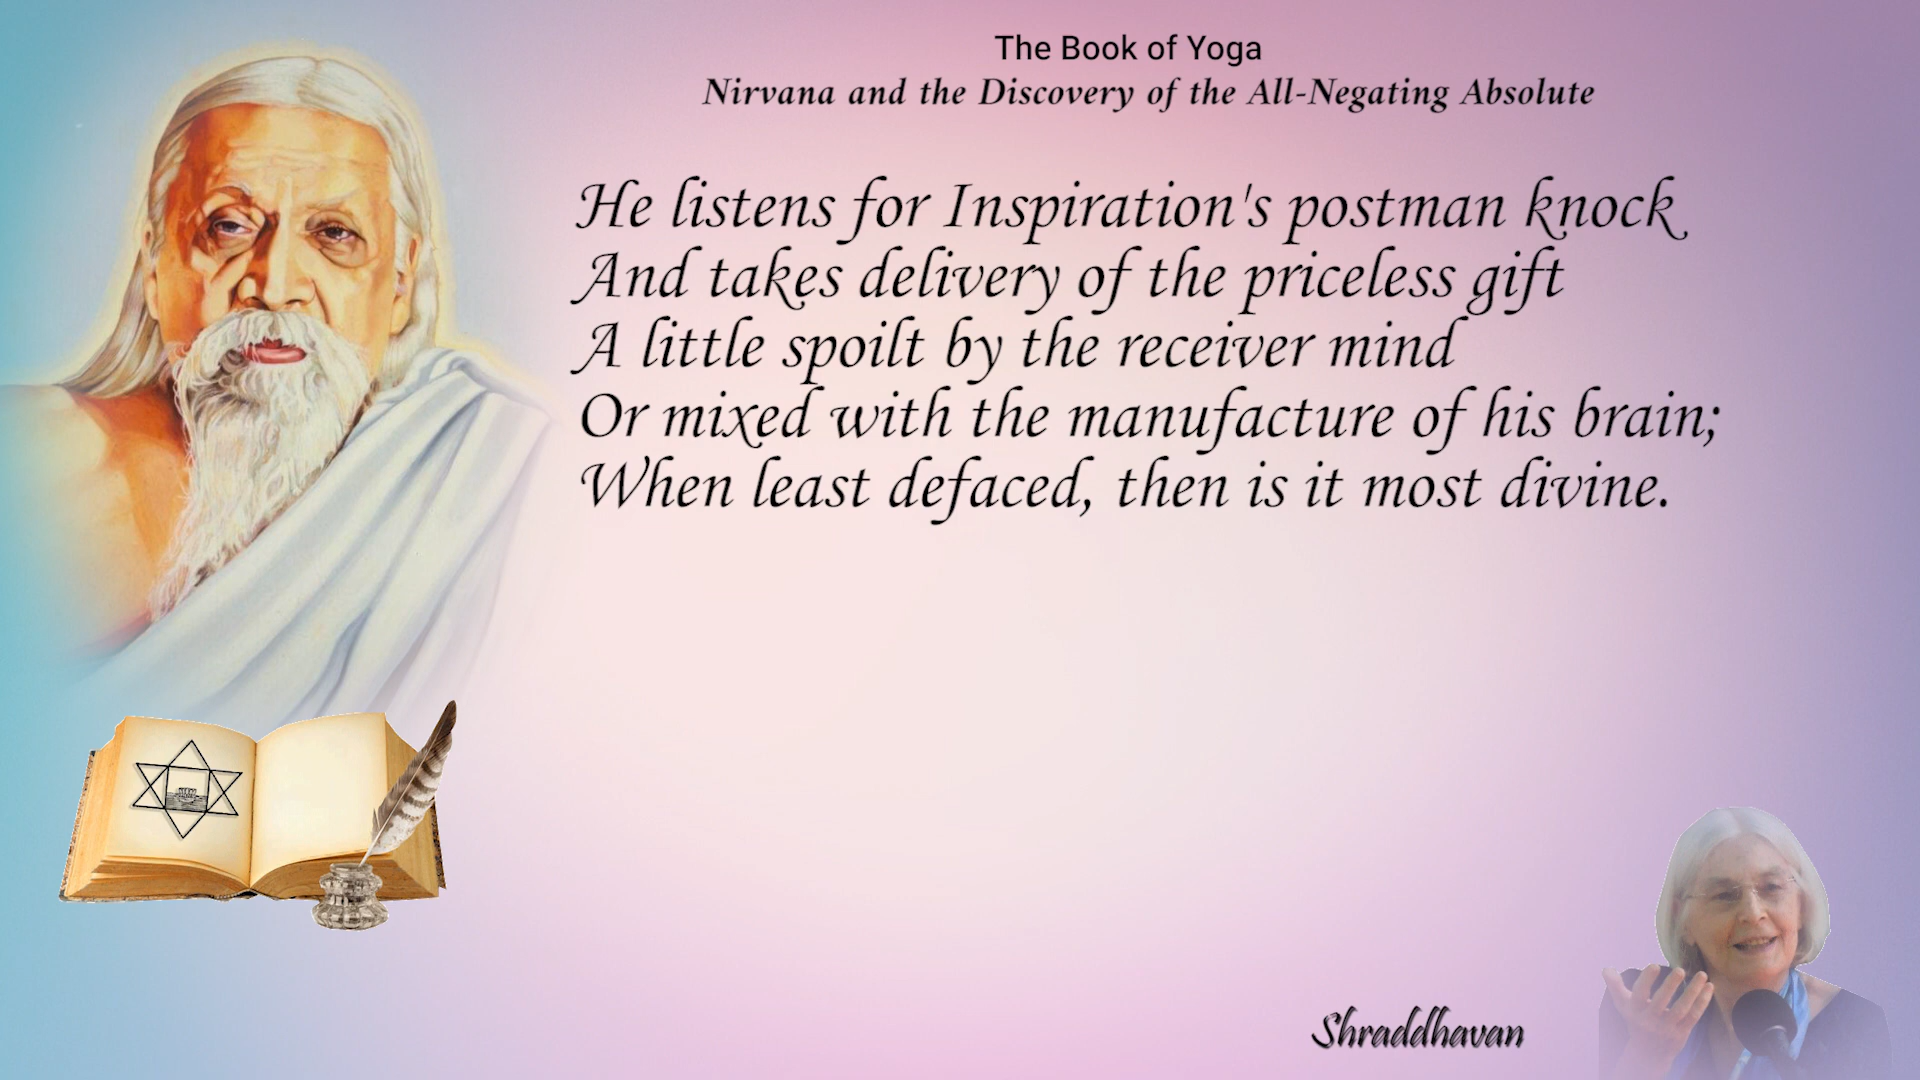 The Book of Yoga
Nirvana and the Discovery of the All-Negating Absolute
He listens for Inspiration's postman knock
And takes delivery of the priceless gift
A little spoilt by the receiver mind
Or mixed with the manufacture of his brain;
When least defaced, then is it most divine.
Shraddhavan